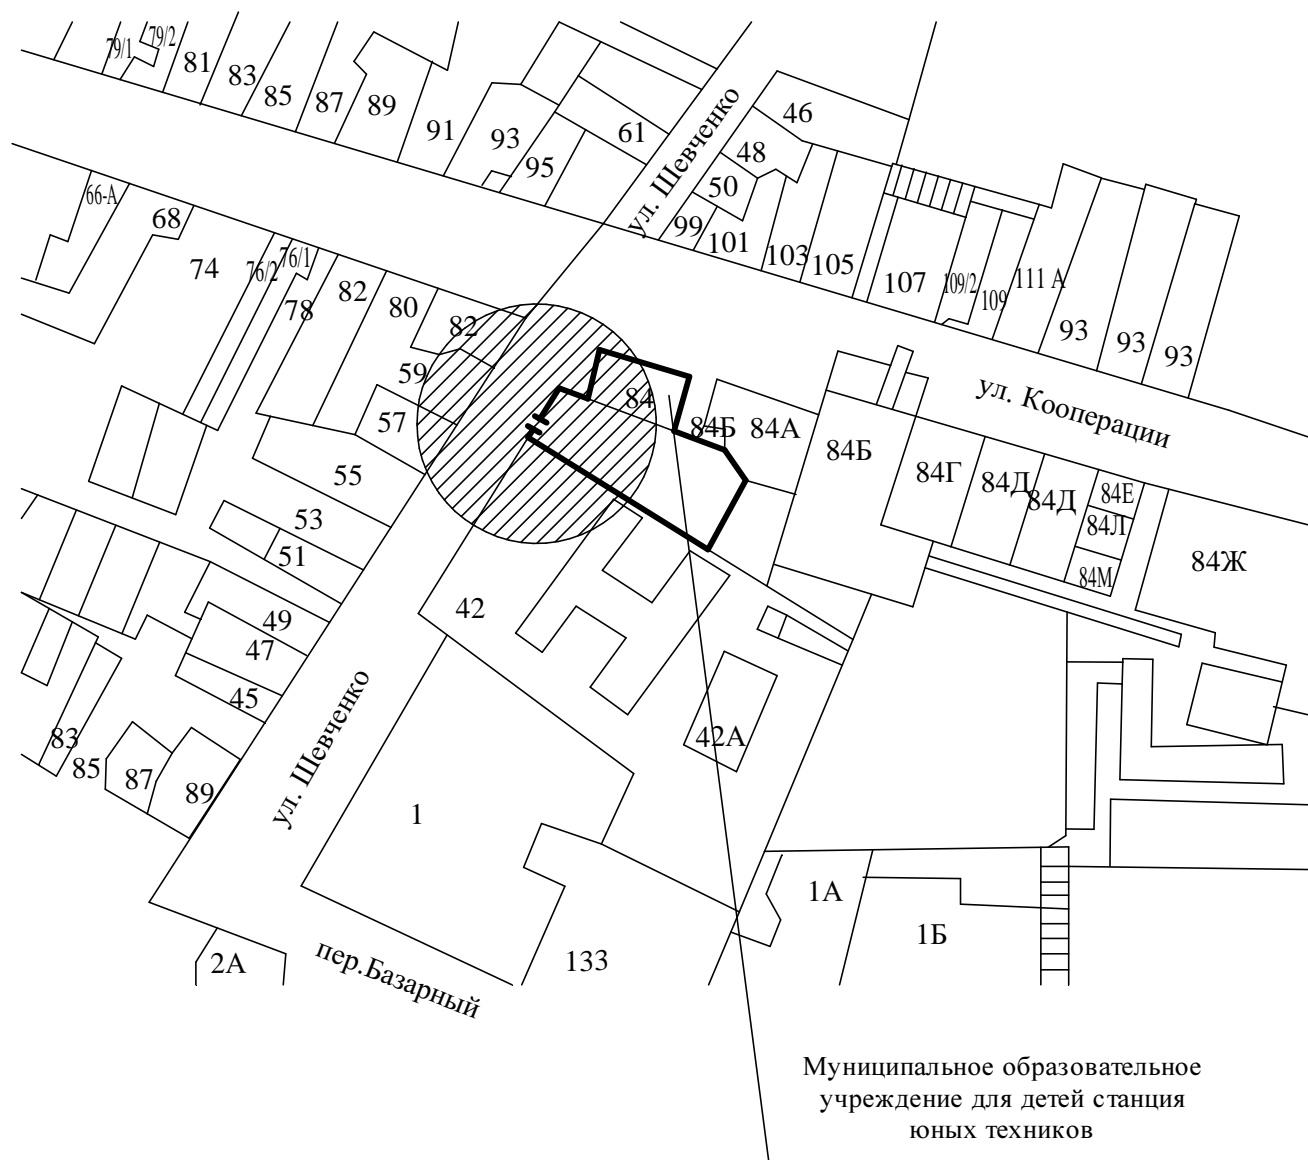 79/1
79/2
81
83
85
87
89
91
93
95
61
ул. Шевченко
46
48
50
99
101
103
105
107
109/2
109
111 А
93
93
93
66-А
68
74
76/2
76/1
78
82
80
82
59
57
55
53
51
49
47
45
84
84Б
84А
84Б
84Г
84Д
84Д
84Е
84Л
84М
84Ж
ул. Кооперации
42
42А
83
85
87
89
ул. Шевченко
1
1А
1Б
2А
133
пер.Базарный
Муниципальное образовательное
учреждение для детей станция
юных техников